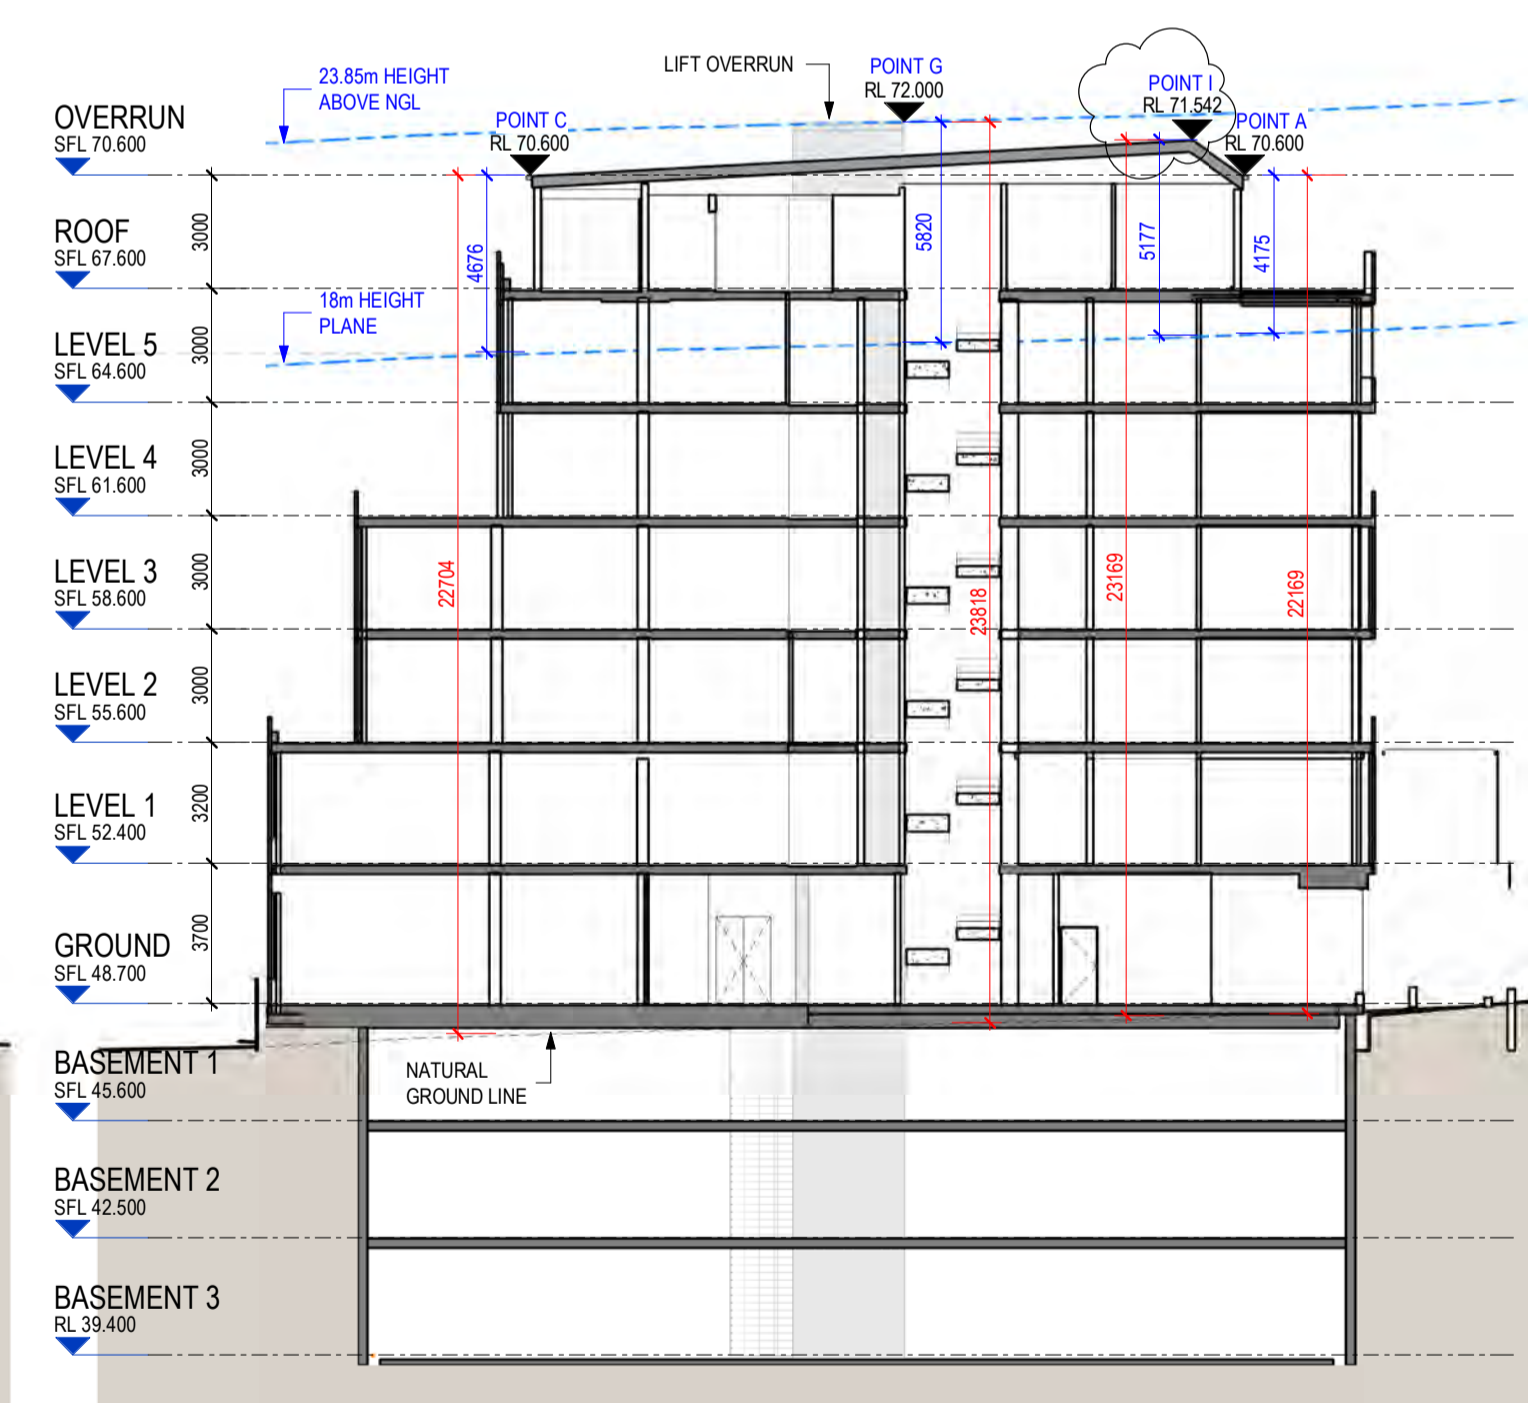 LIFT OVERRUN
POINT G
RL 72.000
23.85m HEIGHT
ABOVE NGL
POINT I
RL 71.542
POINT C
RL 70.600
POINT A
RL 70.600
OVERRUN
SFL 70.600
3000
ROOF
SFL 67.600
4676
5820
5177
4175
18m HEIGHT
PLANE
3000
LEVEL 5
SFL 64.600
3000
LEVEL 4
SFL 61.600
3000
LEVEL 3
SFL 58.600
22704
23818
23169
22169
3000
LEVEL 2
SFL 55.600
3200
LEVEL 1
SFL 52.400
3700
GROUND
SFL 48.700
NATURAL
GROUND LINE
BASEMENT 1
SFL 45.600
BASEMENT 2
SFL 42.500
BASEMENT 3
RL 39.400